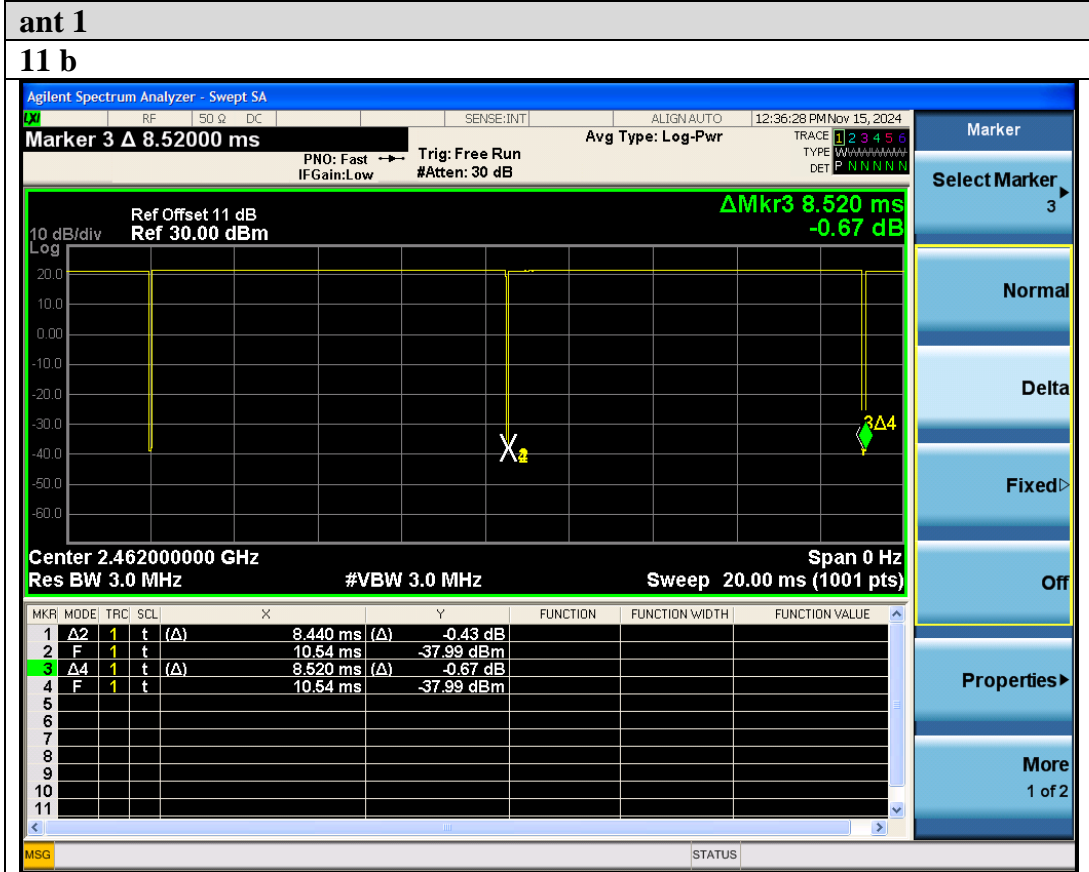 ant 1
11 b
Agilent Spectrum Analyzer - Swept SA
LXI RF 50 Ω DC SENSE:INT ALIGN AUTO 12:36:28 PM Nov 15, 2024
Marker 3 Δ 8.52000 ms
PNO: Fast
IFGain:Low
Trig: Free Run
#Atten: 30 dB
Avg Type: Log-Pwr
TRACE 1 2 3 4 5 6
TYPE WWWWWW
DET P N N N N N
Ref Offset 11 dB
10 dB/div Ref 30.00 dBm
Log
ΔMkr3 8.520 ms
-0.67 dB
20.0
10.0
0.00
-10.0
-20.0
-30.0
-40.0
-50.0
-60.0
3Δ4
Center 2.462000000 GHz Span 0 Hz
Res BW 3.0 MHz #VBW 3.0 MHz Sweep 20.00 ms (1001 pts)
MKR MODE TRC SCL X Y FUNCTION FUNCTION WIDTH FUNCTION VALUE
1 Δ2 1 t (Δ) 8.440 ms (Δ) -0.43 dB
2 F 1 t 10.54 ms -37.99 dBm
3 Δ4 1 t (Δ) 8.520 ms (Δ) -0.67 dB
4 F 1 t 10.54 ms -37.99 dBm
5
6
7
8
9
10
11
MSG STATUS
Marker
Select Marker
3
Normal
Delta
Fixed
Off
Properties
More
1 of 2